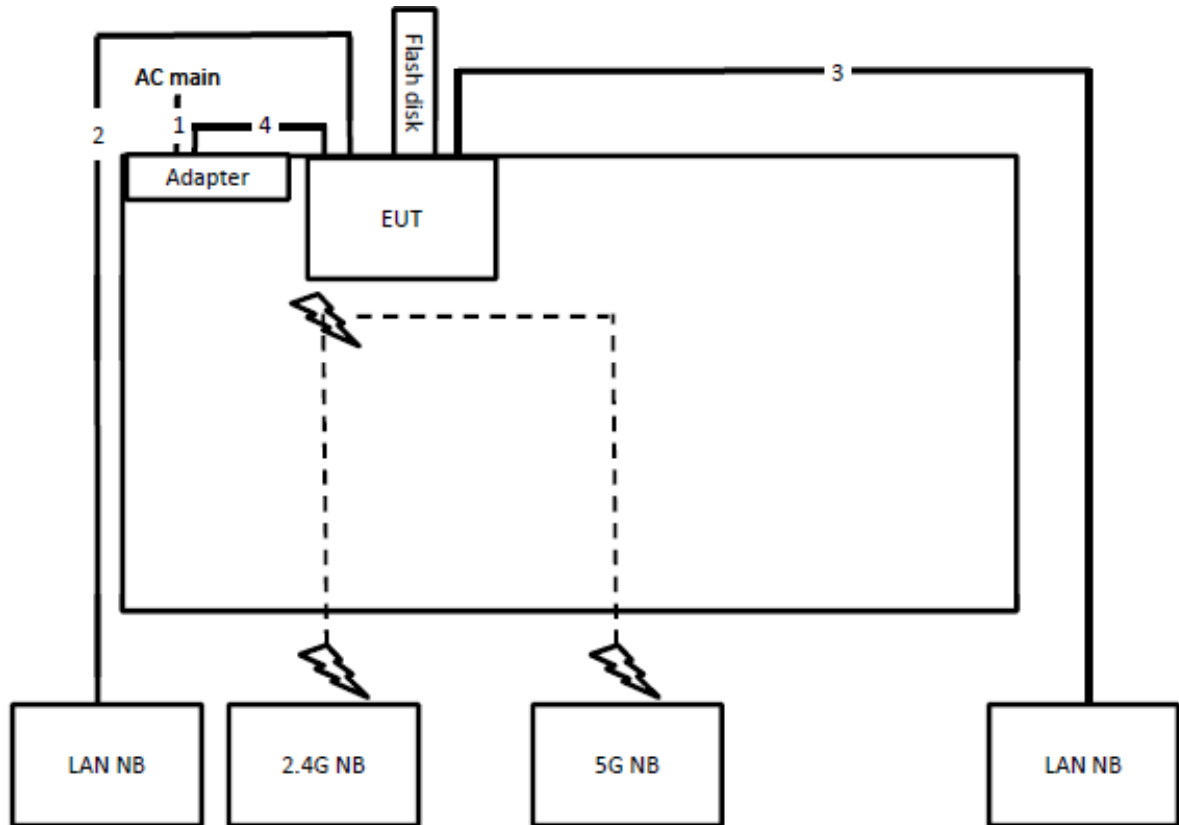 Flash disk
3
AC main
2
1
4
Adapter
EUT
LAN NB
2.4G NB
5G NB
LAN NB